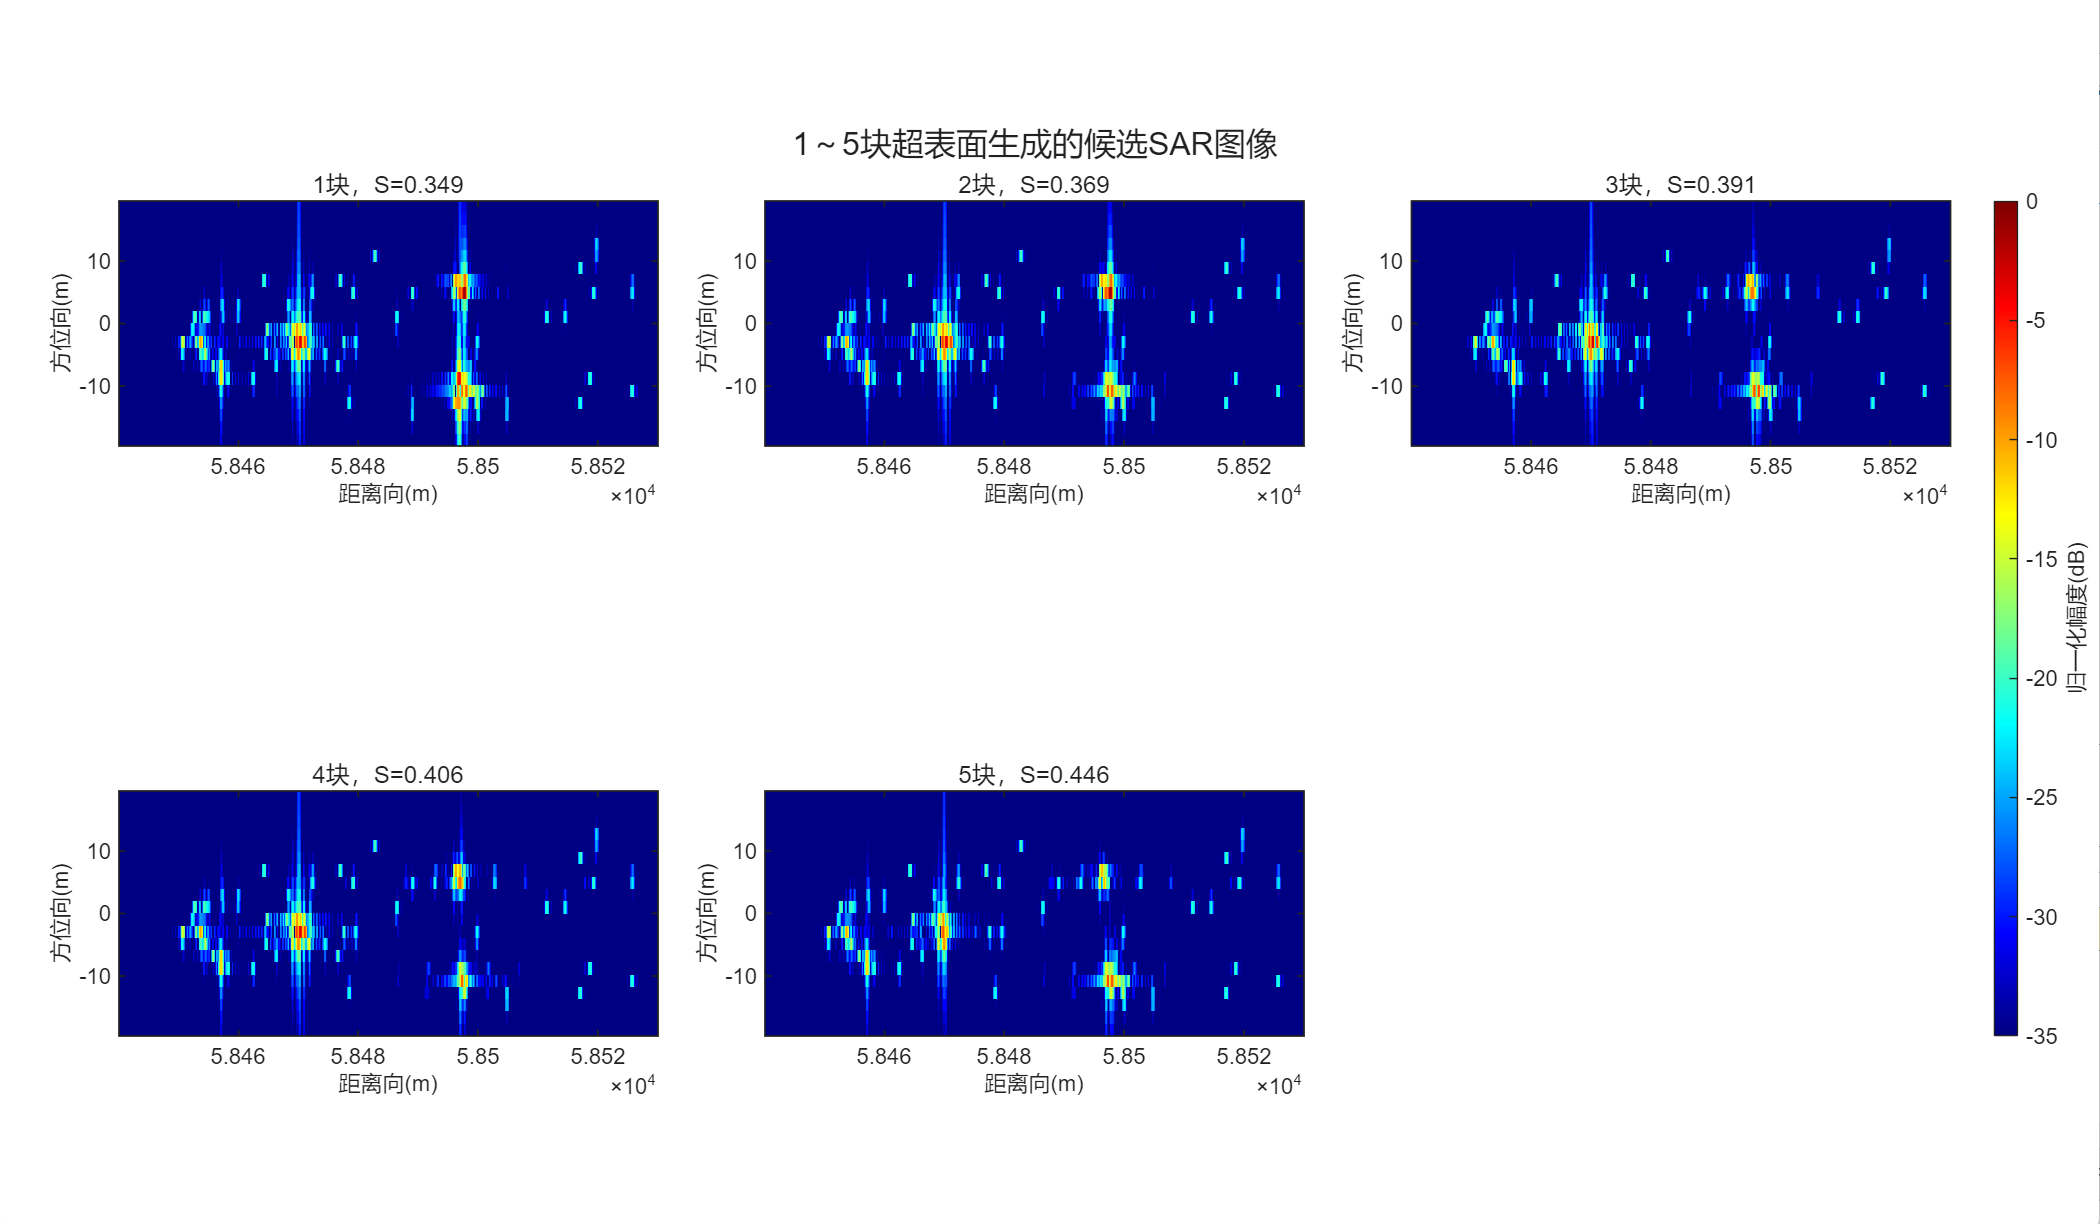 1～5块超表面生成的候选SAR图像
1块，S=0.349
10
0
-10
方位向(m)
5.846 5.848 5.85 5.852
距离向(m)
×10⁴
2块，S=0.369
10
0
-10
方位向(m)
5.846 5.848 5.85 5.852
距离向(m)
×10⁴
3块，S=0.391
10
0
-10
方位向(m)
5.846 5.848 5.85 5.852
距离向(m)
×10⁴
0
-5
-10
-15
-20
-25
-30
-35
归一化幅度(dB)
4块，S=0.406
10
0
-10
方位向(m)
5.846 5.848 5.85 5.852
距离向(m)
×10⁴
5块，S=0.446
10
0
-10
方位向(m)
5.846 5.848 5.85 5.852
距离向(m)
×10⁴